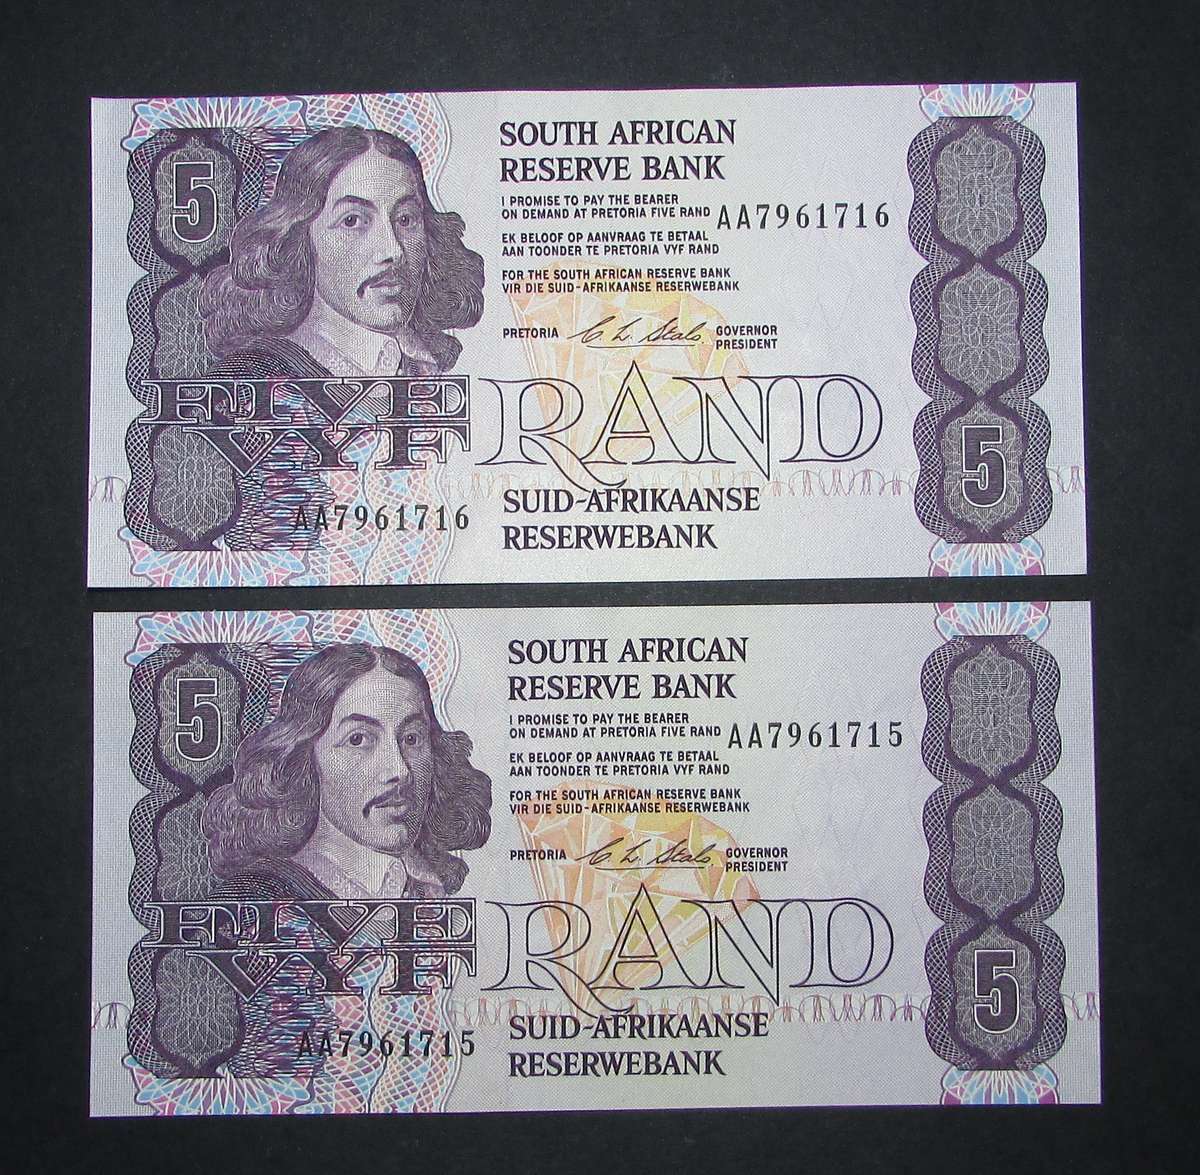 5
SOUTH AFRICAN
RESERVE BANK
I PROMISE TO PAY THE BEARER
ON DEMAND AT PRETORIA FIVE RAND
AA7961716
EK BELOOF OP AANVRAAG TE BETAAL
AAN TOONDER TE PRETORIA VYF RAND
FOR THE SOUTH AFRICAN RESERVE BANK
VIR DIE SUID-AFRIKAANSE RESERWEBANK
PRETORIA C L Stals. GOVERNOR
PRESIDENT
FIVE
VYF
RAND
5
SUID-AFRIKAANSE
RESERWEBANK
AA7961716
5
SOUTH AFRICAN
RESERVE BANK
I PROMISE TO PAY THE BEARER
ON DEMAND AT PRETORIA FIVE RAND
AA7961715
EK BELOOF OP AANVRAAG TE BETAAL
AAN TOONDER TE PRETORIA VYF RAND
FOR THE SOUTH AFRICAN RESERVE BANK
VIR DIE SUID-AFRIKAANSE RESERWEBANK
PRETORIA C L Stals. GOVERNOR
PRESIDENT
FIVE
VYF
RAND
5
SUID-AFRIKAANSE
RESERWEBANK
AA7961715